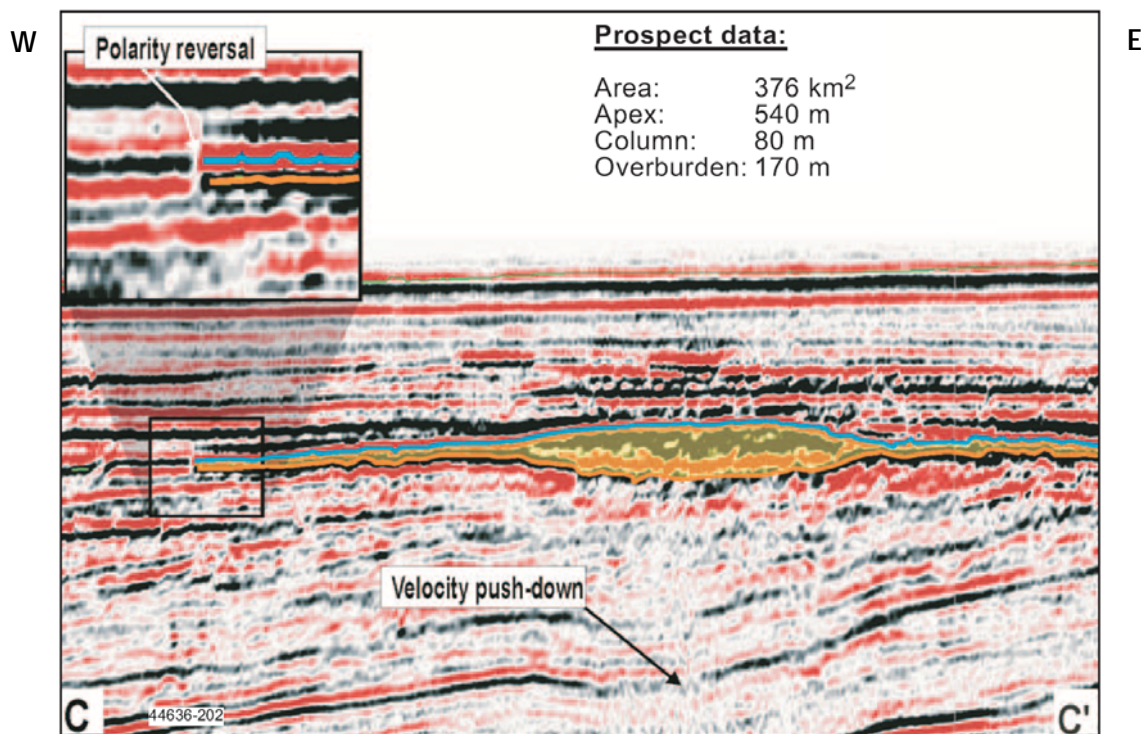 W
E
Polarity reversal
Prospect data:
Area: 376 km²
Apex: 540 m
Column: 80 m
Overburden: 170 m
Velocity push-down
C
44636-202
C'